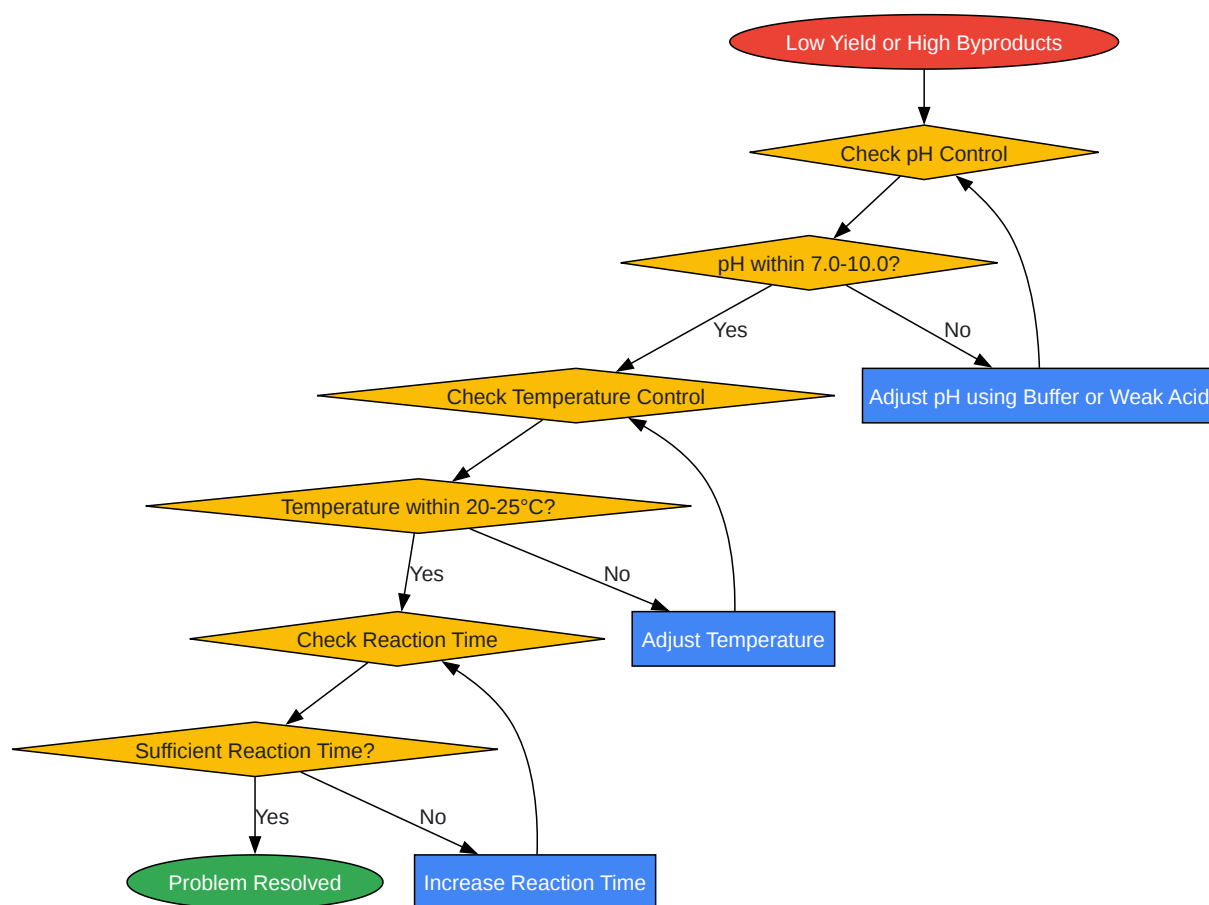 Low Yield or High Byproducts
Check pH Control
pH within 7.0-10.0?
Yes
No
Check Temperature Control
Adjust pH using Buffer or Weak Acid
Temperature within 20-25°C?
Yes
No
Check Reaction Time
Adjust Temperature
Sufficient Reaction Time?
Yes
No
Problem Resolved
Increase Reaction Time